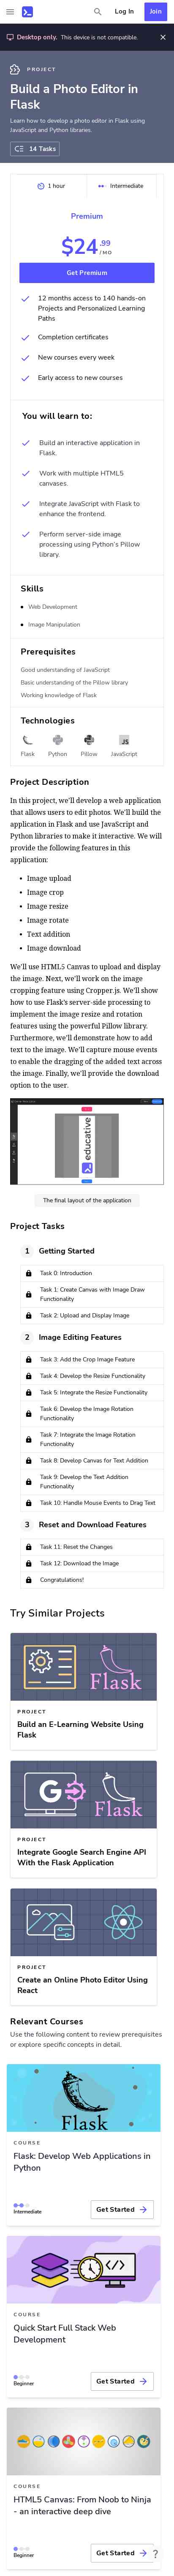 Log In
Join
Desktop only. This device is not compatible.
PROJECT
Build a Photo Editor in
Flask
Learn how to develop a photo editor in Flask using
JavaScript and Python libraries.
14 Tasks
1 hour
Intermediate
Premium
$24.99
/MO
Get Premium
12 months access to 140 hands-on
Projects and Personalized Learning
Paths
Completion certificates
New courses every week
Early access to new courses
You will learn to:
Build an interactive application in
Flask.
Work with multiple HTML5
canvases.
Integrate JavaScript with Flask to
enhance the frontend.
Perform server-side image
processing using Python's Pillow
library.
Skills
Web Development
Image Manipulation
Prerequisites
Good understanding of JavaScript
Basic understanding of the Pillow library
Working knowledge of Flask
Technologies
Flask
Python
Pillow
JS
JavaScript
Project Description
In this project, we'll develop a web application
that allows users to edit photos. We'll build the
application in Flask and use JavaScript and
Python libraries to make it interactive. We will
provide the following features in this
application:
Image upload
Image crop
Image resize
Image rotate
Text addition
Image download
We'll use HTML5 Canvas to upload and display
the image. Next, we'll work on the image
cropping feature using Cropper.js. We'll show
how to use Flask's server-side processing to
implement the image resize and rotation
features using the powerful Pillow library.
Furthermore, we'll demonstrate how to add
text to the image. We'll capture mouse events
to enable the dragging of the added text across
the image. Finally, we'll provide the download
option to the user.
educative
The final layout of the application
Project Tasks
1 Getting Started
Task 0: Introduction
Task 1: Create Canvas with Image Draw
Functionality
Task 2: Upload and Display Image
2 Image Editing Features
Task 3: Add the Crop Image Feature
Task 4: Develop the Resize Functionality
Task 5: Integrate the Resize Functionality
Task 6: Develop the Image Rotation
Functionality
Task 7: Integrate the Image Rotation
Functionality
Task 8: Develop Canvas for Text Addition
Task 9: Develop the Text Addition
Functionality
Task 10: Handle Mouse Events to Drag Text
3 Reset and Download Features
Task 11: Reset the Changes
Task 12: Download the Image
Congratulations!
Try Similar Projects
Flask
PROJECT
Build an E-Learning Website Using
Flask
G
Flask
PROJECT
Integrate Google Search Engine API
With the Flask Application
PROJECT
Create an Online Photo Editor Using
React
Relevant Courses
Use the following content to review prerequisites
or explore specific concepts in detail.
Flask
COURSE
Flask: Develop Web Applications in
Python
Intermediate
Get Started
COURSE
Quick Start Full Stack Web
Development
Beginner
Get Started
COURSE
HTML5 Canvas: From Noob to Ninja
- an interactive deep dive
Beginner
Get Started
?